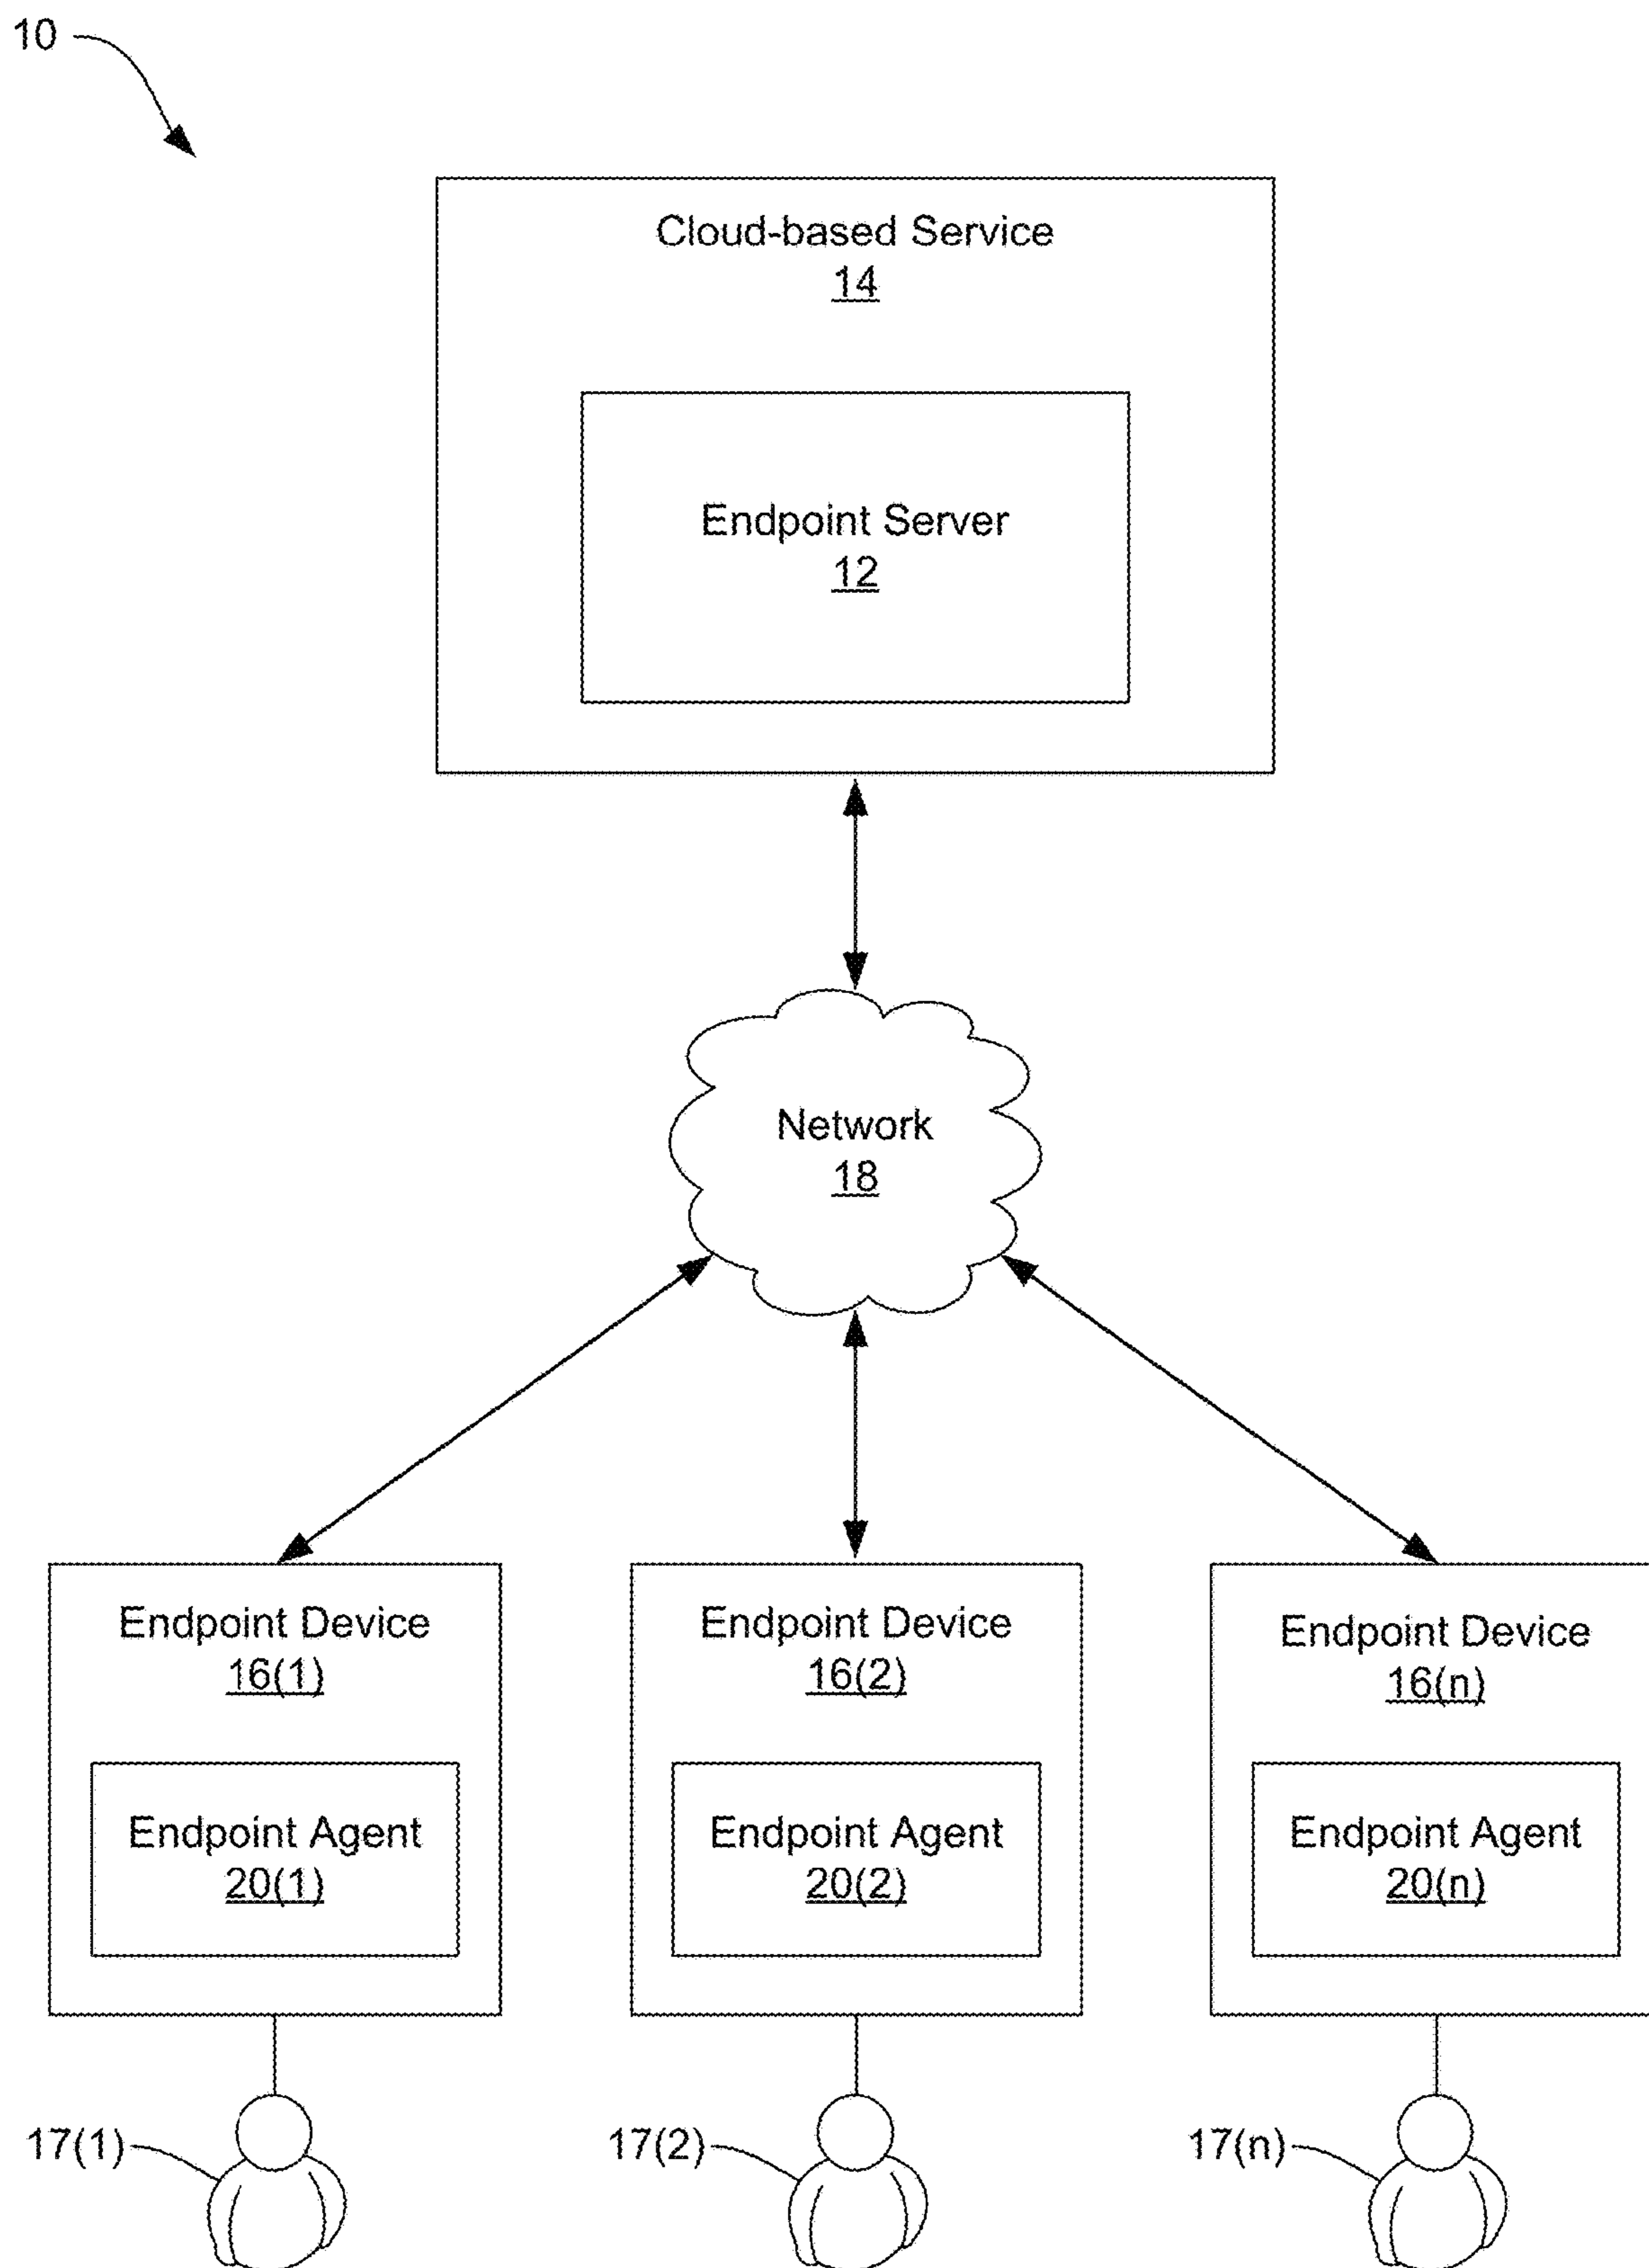 10
Cloud-based Service
14
Endpoint Server
12
Network
18
Endpoint Device
16(1)
Endpoint Agent
20(1)
Endpoint Device
16(2)
Endpoint Agent
20(2)
Endpoint Device
16(n)
Endpoint Agent
20(n)
17(1)
17(2)
17(n)